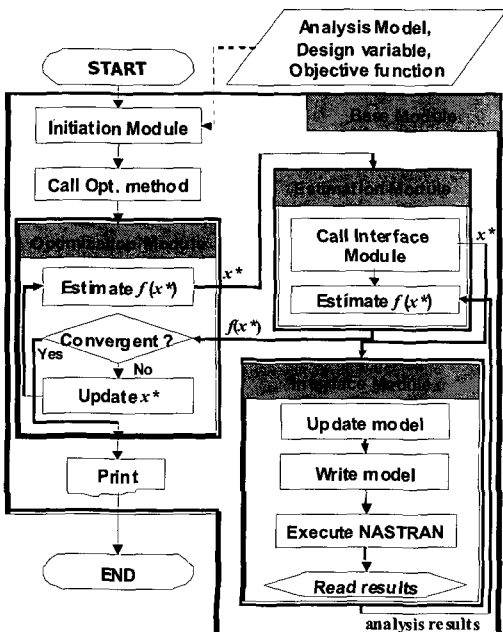 Analysis Model,
Design variable,
Objective function
START
Base Module
Initiation Module
Call Opt. method
Estimation Module
Optimization Module
x*
x*
Call Interface
Module
Estimate f(x*)
Estimate f(x*)
f(x*)
Convergent ?
Yes
No
Update x*
Interface Module
Update model
Write model
Print
Execute NASTRAN
END
Read results
analysis results